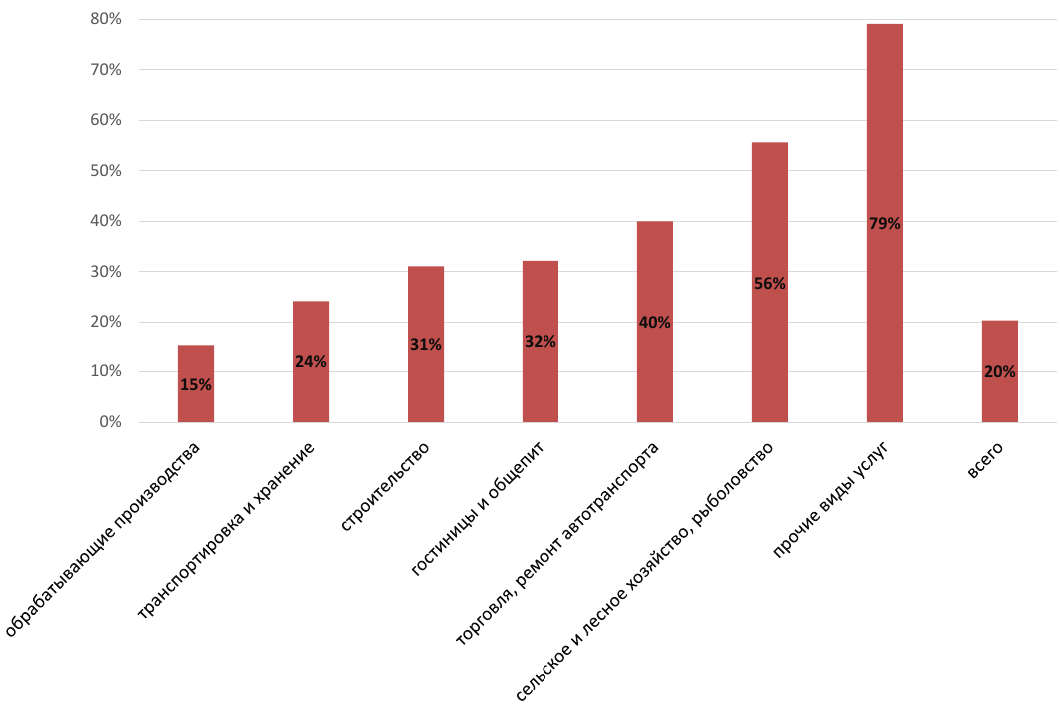 80%
70%
60%
50%
40%
30%
20%
10%
0%
15%
24%
31%
32%
40%
56%
79%
20%
обрабатывающие производства
транспортировка и хранение
строительство
гостиницы и общепит
торговля, ремонт автотранспорта
сельское и лесное хозяйство, рыболовство
прочие виды услуг
всего